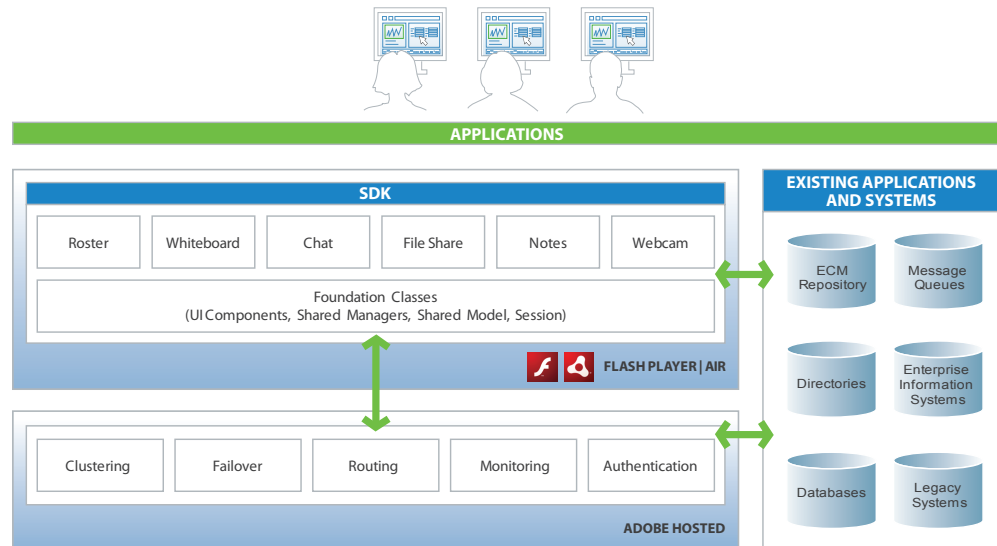 APPLICATIONS
SDK
Roster
Whiteboard
Chat
File Share
Notes
Webcam
Foundation Classes
(UI Components, Shared Managers, Shared Model, Session)
FLASH PLAYER | AIR
Clustering
Failover
Routing
Monitoring
Authentication
ADOBE HOSTED
EXISTING APPLICATIONS
AND SYSTEMS
ECM
Repository
Message
Queues
Directories
Enterprise
Information
Systems
Databases
Legacy
Systems